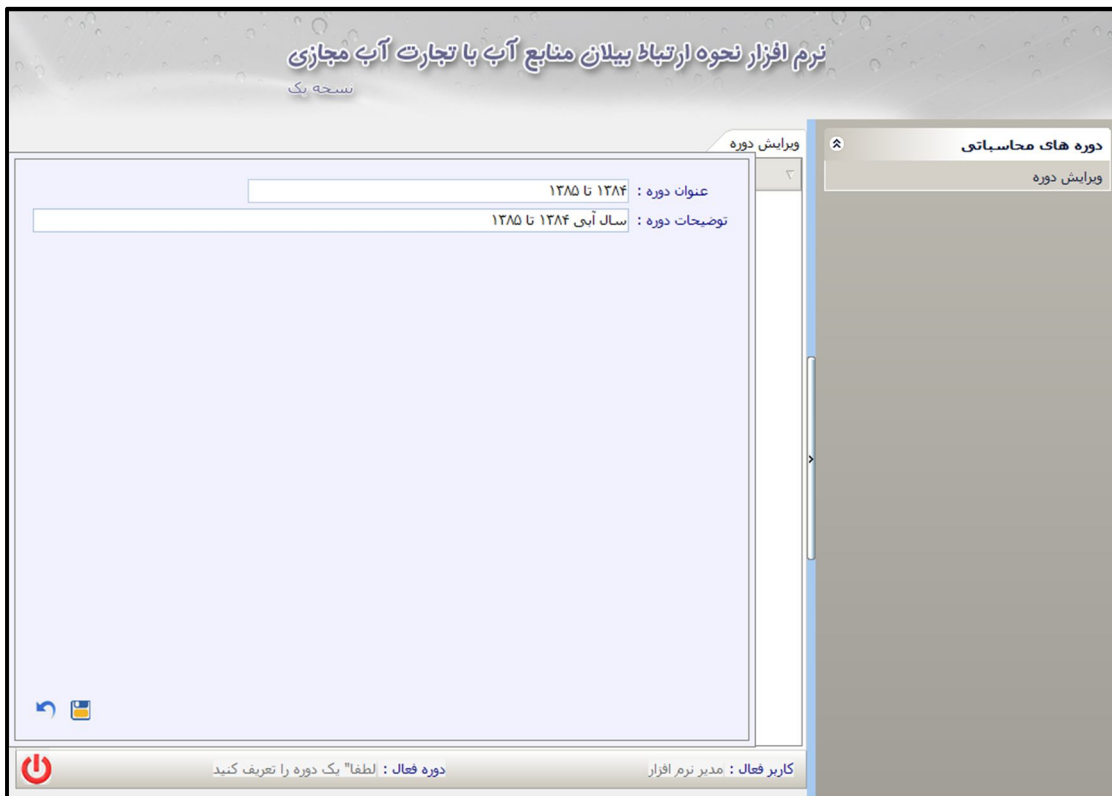 نرم افزار نحوه ارتباط بیلان منابع آب با تجارت آب مجازی
نسخه یک
دوره های محاسباتی
ویرایش دوره
ویرایش دوره
عنوان دوره : ۱۳۸۴ تا ۱۳۸۵
توضیحات دوره : سال آبی ۱۳۸۴ تا ۱۳۸۵
کاربر فعال : مدیر نرم افزار دوره فعال : لطفا" یک دوره را تعریف کنید